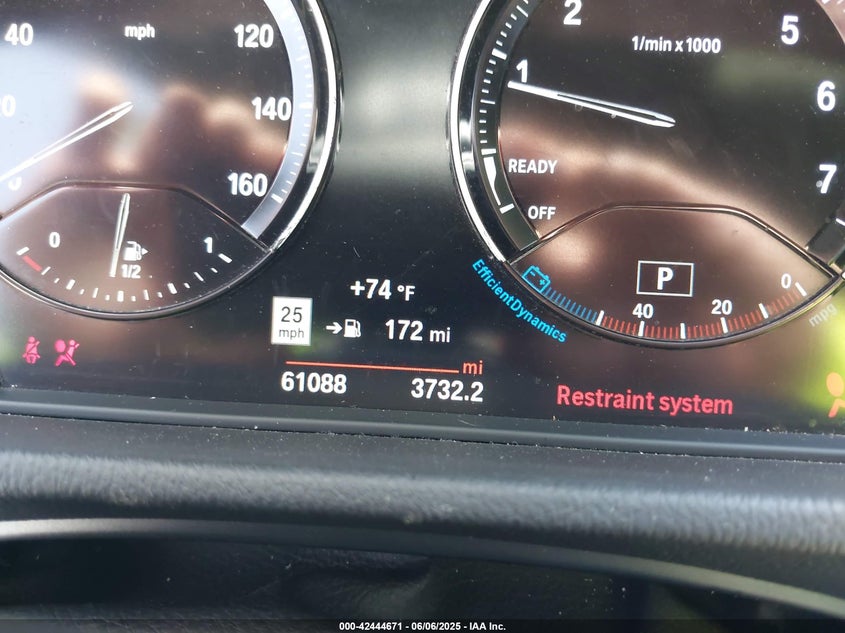 40
mph
120
20
140
160
0
1/2
1
2
1/min x 1000
5
1
6
READY
7
OFF
P
40
20
0
mpg
EfficientDynamics
+74 °F
25
mph
172 mi
mi
61088
3732.2
Restraint system
000-42444671 - 06/06/2025 - IAA Inc.